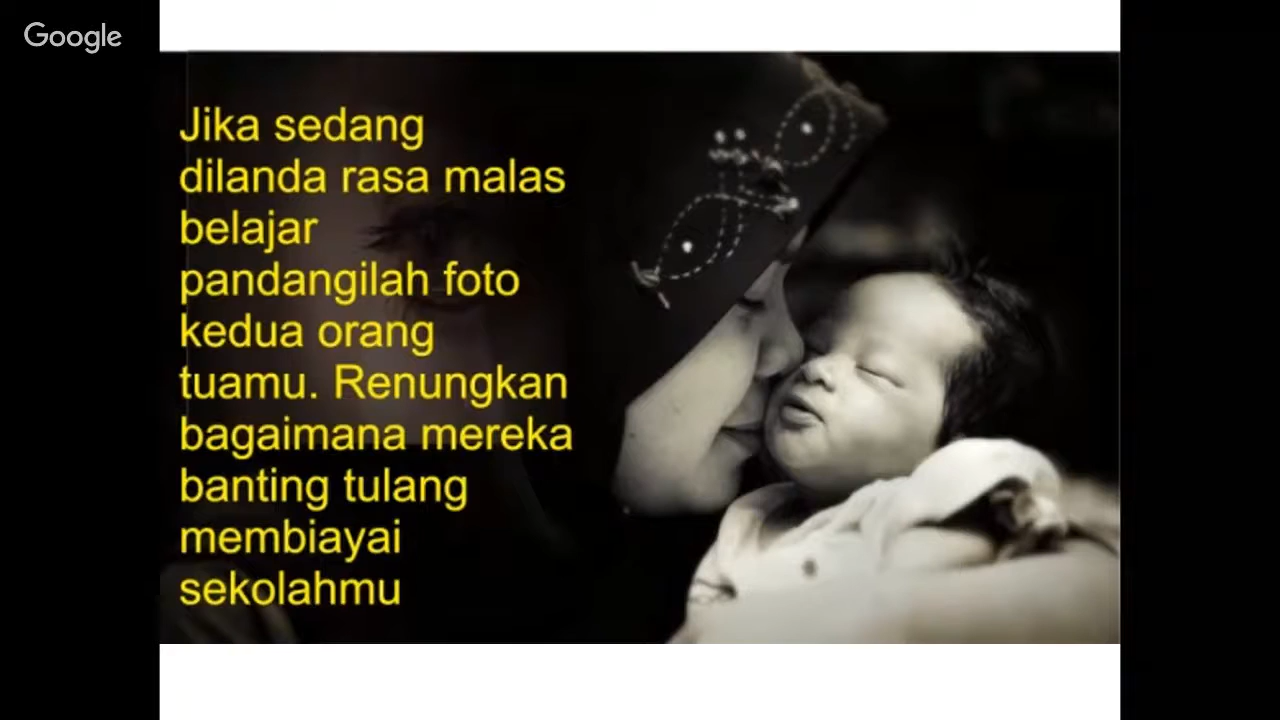 Google
Jika sedang
dilanda rasa malas
belajar
pandangilah foto
kedua orang
tuamu. Renungkan
bagaimana mereka
banting tulang
membiayai
sekolahmu